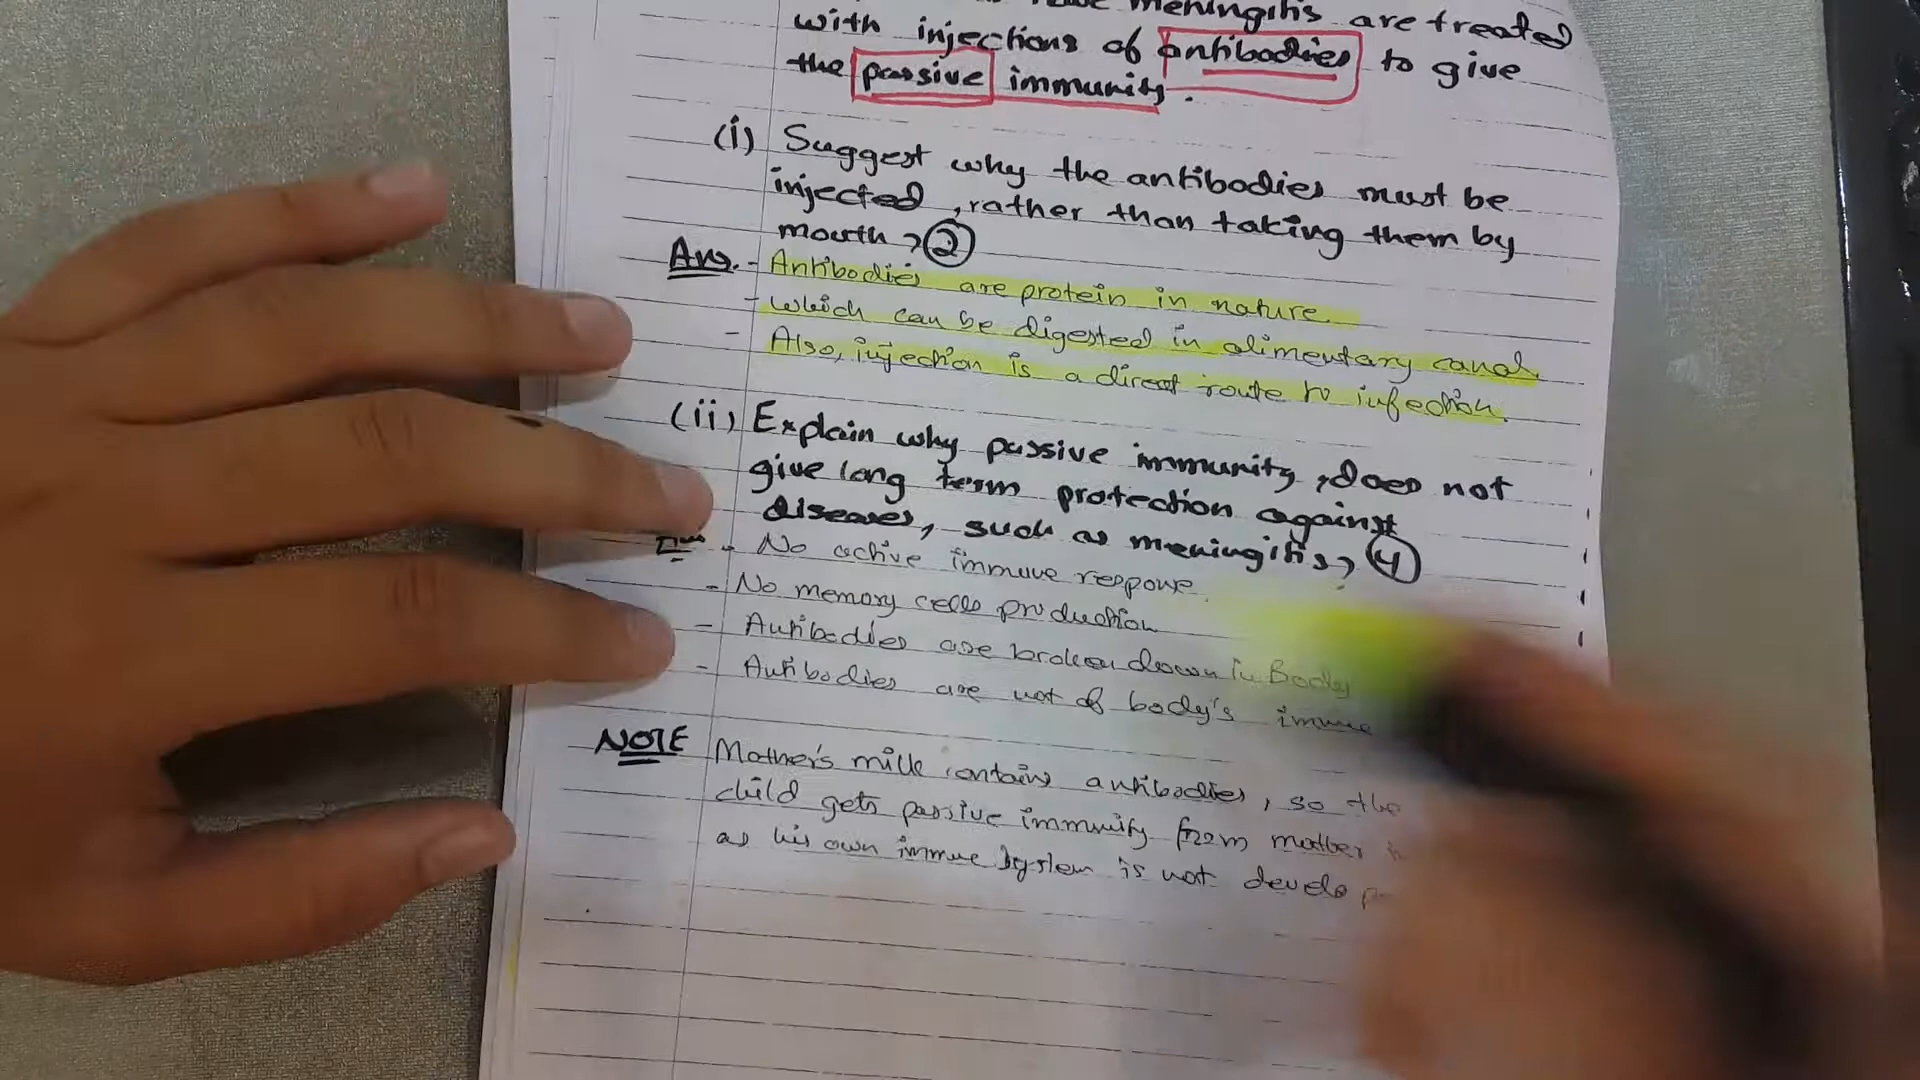 meningitis are treated
with injections of antibodies to give
the passive immunity.
(i) Suggest why the antibodies must be
injected, rather than taking them by
mouth? 2
Ans. - Antibodies are protein in nature.
- which can be digested in alimentary canal.
- Also, injection is a direct route to infection.
(ii) Explain why passive immunity, does not
give long term protection against
diseases, such as meningitis? 4
- No active immune response.
- No memory cells production
- Antibodies are broken down in Body
- Antibodies are not of body's immune
NOTE Mother's milk contains antibodies, so the
child gets passive immunity from mother
as his own immue system is not develop